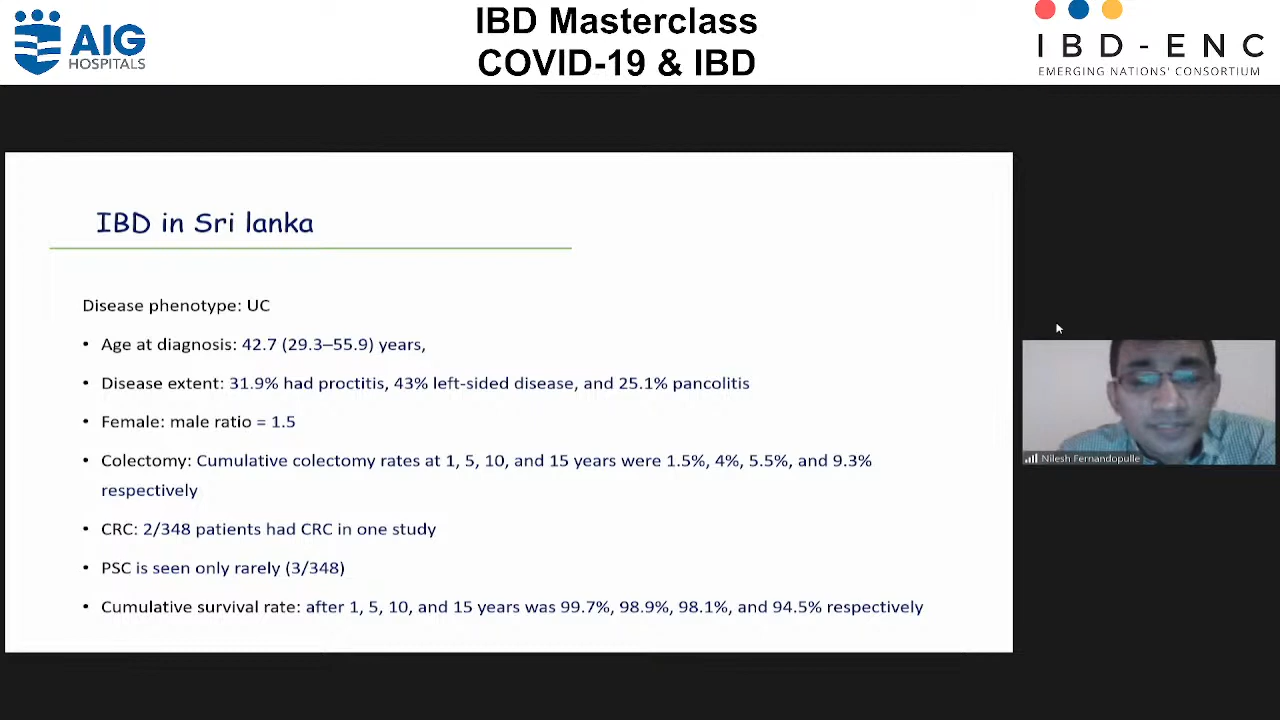 AIG
HOSPITALS
IBD Masterclass
COVID-19 & IBD
IBD-ENC
EMERGING NATIONS' CONSORTIUM
IBD in Sri lanka
Disease phenotype: UC
• Age at diagnosis: 42.7 (29.3–55.9) years,
• Disease extent: 31.9% had proctitis, 43% left-sided disease, and 25.1% pancolitis
• Female: male ratio = 1.5
• Colectomy: Cumulative colectomy rates at 1, 5, 10, and 15 years were 1.5%, 4%, 5.5%, and 9.3%
respectively
• CRC: 2/348 patients had CRC in one study
• PSC is seen only rarely (3/348)
• Cumulative survival rate: after 1, 5, 10, and 15 years was 99.7%, 98.9%, 98.1%, and 94.5% respectively
Nilesh Fernandopulle